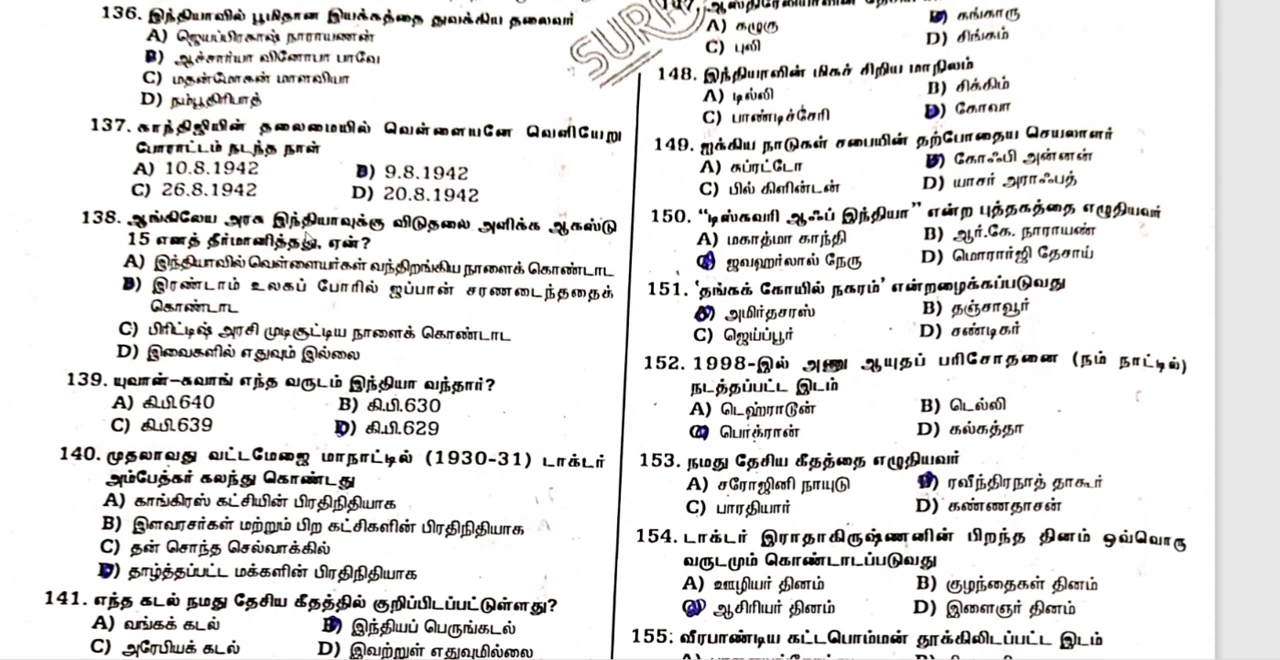 136. இந்தியாவில் பூமிதான இயக்கத்தை துவக்கிய தலைவர்
A) ஜெயப்பிரகாஷ் நாராயணன்
B) ஆச்சார்யா வினோபா பாவே
C) மதன்மோகன் மாளவியா
D) நம்பூதிரிபாத்
137. காந்திஜியின் தலைமையில் வெள்ளையனே வெளியேறு
போராட்டம் நடந்த நாள்
A) 10.8.1942 B) 9.8.1942
C) 26.8.1942 D) 20.8.1942
138. ஆங்கிலேய அரசு இந்தியாவுக்கு விடுதலை அளிக்க ஆகஸ்டு
15 எனத் தீர்மானித்தது, ஏன்?
A) இந்தியாவில் வெள்ளையர்கள் வந்திறங்கிய நாளைக் கொண்டாட
B) இரண்டாம் உலகப் போரில் ஜப்பான் சரணடைந்ததைக்
கொண்டாட
C) பிரிட்டிஷ் அரசி முடிசூட்டிய நாளைக் கொண்டாட
D) இவைகளில் எதுவும் இல்லை
139. யுவான்-சுவாங் எந்த வருடம் இந்தியா வந்தார்?
A) கி.பி.640 B) கி.பி.630
C) கி.பி.639 D) கி.பி.629
140. முதலாவது வட்டமேஜை மாநாட்டில் (1930-31) டாக்டர்
அம்பேத்கர் கலந்து கொண்டது
A) காங்கிரஸ் கட்சியின் பிரதிநிதியாக
B) இளவரசர்கள் மற்றும் பிற கட்சிகளின் பிரதிநிதியாக
C) தன் சொந்த செல்வாக்கில்
D) தாழ்த்தப்பட்ட மக்களின் பிரதிநிதியாக
141. எந்த கடல் நமது தேசிய கீதத்தில் குறிப்பிடப்பட்டுள்ளது?
A) வங்கக் கடல் B) இந்தியப் பெருங்கடல்
C) அரேபியக் கடல் D) இவற்றுள் எதுவுமில்லை
SURA
A) கழுகு B) கங்காரு
C) புலி D) சிங்கம்
148. இந்தியாவின் மிகச் சிறிய மாநிலம்
A) டில்லி B) சிக்கிம்
C) பாண்டிச்சேரி D) கோவா
149. ஐக்கிய நாடுகள் சபையின் தற்போதைய செயலாளர்
A) சுப்ரட்டோ B) கோஃபி அன்னன்
C) பில் கிளின்டன் D) யாசர் அராஃபத்
150. “டிஸ்கவரி ஆஃப் இந்தியா” என்ற புத்தகத்தை எழுதியவர்
A) மகாத்மா காந்தி B) ஆர்.கே. நாராயண்
C) ஜவஹர்லால் நேரு D) மொரார்ஜி தேசாய்
151. ‘தங்கக் கோயில் நகரம்’ என்றழைக்கப்படுவது
A) அமிர்தசரஸ் B) தஞ்சாவூர்
C) ஜெய்ப்பூர் D) சண்டிகர்
152. 1998-இல் அணு ஆயுதப் பரிசோதனை (நம் நாட்டில்)
நடத்தப்பட்ட இடம்
A) டெஹ்ராடூன் B) டெல்லி
C) பொக்ரான் D) கல்கத்தா
153. நமது தேசிய கீதத்தை எழுதியவர்
A) சரோஜினி நாயுடு B) ரவீந்திரநாத் தாகூர்
C) பாரதியார் D) கண்ணதாசன்
154. டாக்டர் இராதாகிருஷ்ணனின் பிறந்த தினம் ஒவ்வொரு
வருடமும் கொண்டாடப்படுவது
A) ஊழியர் தினம் B) குழந்தைகள் தினம்
C) ஆசிரியர் தினம் D) இளைஞர் தினம்
155. வீரபாண்டிய கட்டபொம்மன் தூக்கிலிடப்பட்ட இடம்